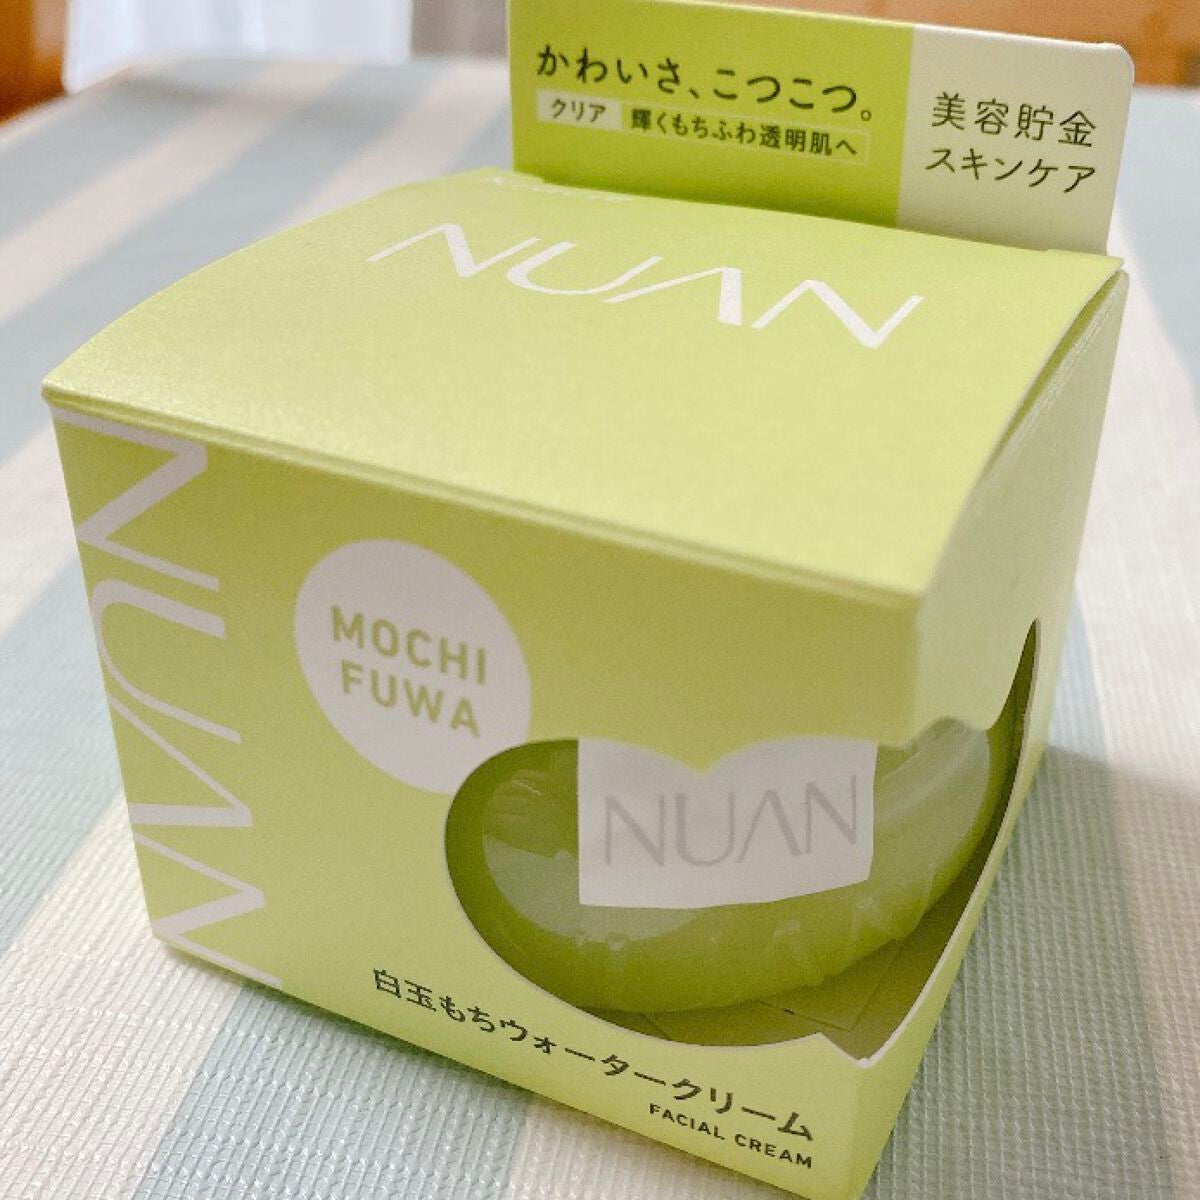 かわいさ、こつこつ。
クリア 輝くもちふわ透明肌へ
美容貯金
スキンケア
NUAN
NUAN
MOCHI
FUWA
NUAN
白玉もちウォータークリーム
FACIAL CREAM